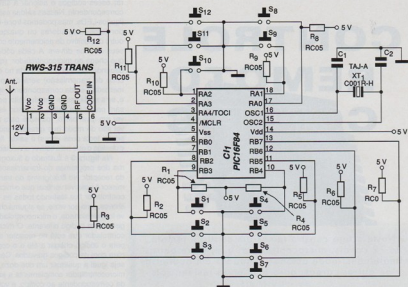 S12
S8
5 V
R12
RC05
5 V
R8
RC05
S11
S9
5 V
R11
RC05
5 V
R10
RC05
S10
5 V
R9
RC05
C1
C2
TAJ-A
XT1
C001R-H
RWS-315 TRANS
Ant.
Vcc
Vcc
GND
GND
RF OUT
CODE IN
1 2 3 4 5 6
12V
1 RA2
2 RA3
3 RA4/TOCI
4 /MCLR
5 Vss
6 RB0
7 RB1
8 RB2
9 RB3
CI1
PIC16F84
RA1 18
RA0 17
OSC1 16
OSC2 15
Vdd 14
RB7 13
RB6 12
RB5 11
RB4 10
5 V
5 V
R1
RC05
5 V
5 V
R3
RC05
5 V
R2
RC05
S1
S4
R4
RC05
5 V
R5
RC05
5 V
R6
RC05
5 V
R7
RC0
S2
S5
S3
S6
S7